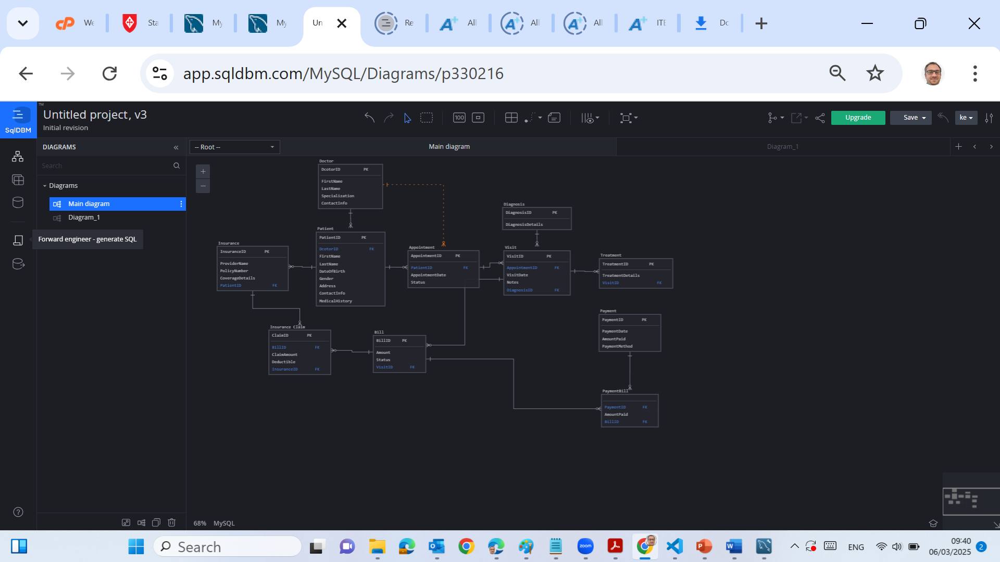 We
Sta
My
My
Un
Re
All
All
All
ITE
Do
app.sqldbm.com/MySQL/Diagrams/p330216
TM
Untitled project, v3
Initial revision
SqlDBM
100
Upgrade
Save
ke
DIAGRAMS
-- Root --
Main diagram
Diagram_1
Search
Diagrams
Main diagram
Diagram_1
Forward engineer - generate SQL
Doctor
DcotorID PK
FirstName
LastName
Specialization
ContactInfo
Diagnosis
DiagnosisID PK
DiagnosisDetails
Patient
PatientID PK
DcotorID FK
FirstName
LastName
DateOfBirth
Gender
Address
ContactInfo
MedicalHistory
Insurance
InsuranceID PK
ProviderName
PolicyNumber
CoverageDetails
PatientID FK
Appointment
AppointmentID PK
PatientID FK
AppointmentDate
Status
Visit
VisitID PK
AppointmentID FK
VisitDate
Notes
DiagnosisID FK
Treatment
TreatmentID PK
TreatmentDetails
VisitID FK
Payment
PaymentID PK
PaymentDate
AmountPaid
PaymentMethod
Insurance Claim
ClaimID PK
BillID FK
ClaimAmount
Deductible
InsuranceID FK
Bill
BillID PK
Amount
Status
VisitID FK
PaymentBill
PaymentID FK
AmountPaid
BillID FK
68% MySQL
Search
zoom
ENG
09:40
06/03/2025
2